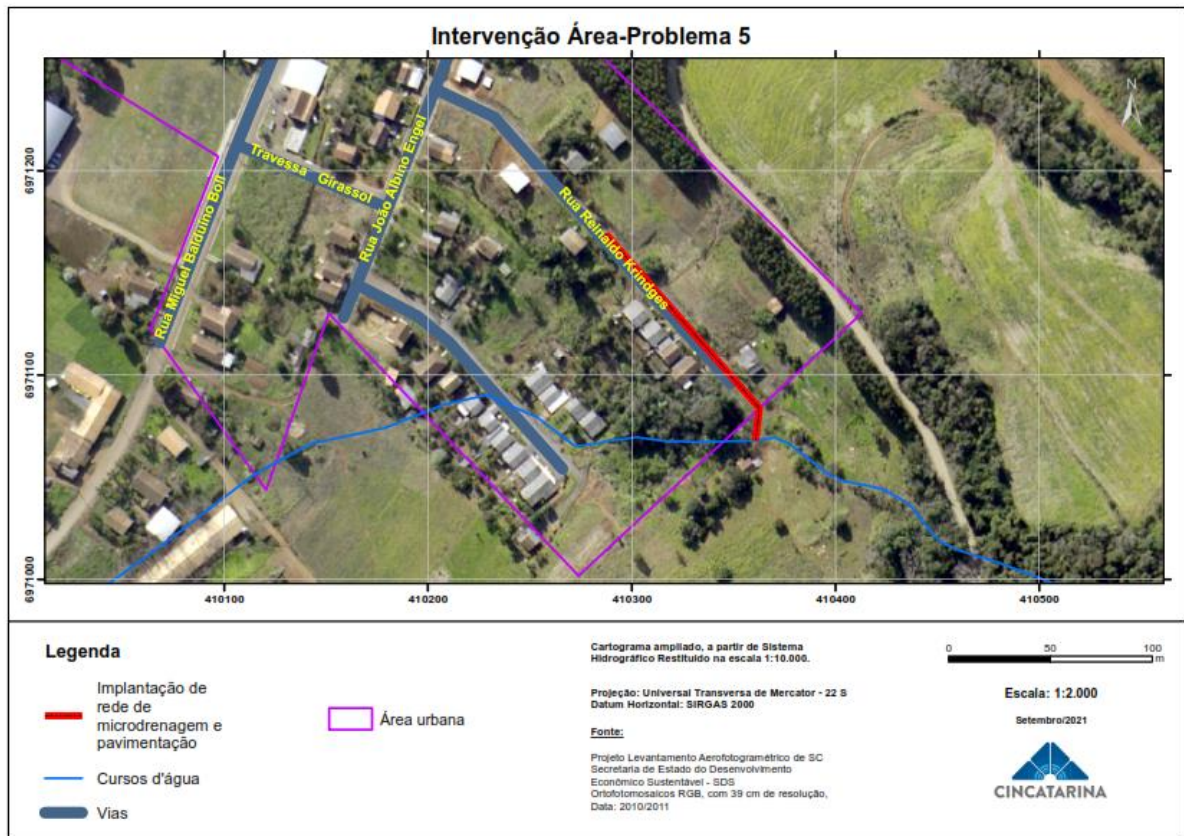 Intervenção Área-Problema 5
N
Rua Miguel Balduino Boll
Travessa Girassol
Rua João Albino Engel
Rua Reinaldo Krindges
6971200
6971100
6971000
410100
410200
410300
410400
410500
Legenda
Implantação de
rede de
microdrenagem e
pavimentação
Área urbana
Cursos d'água
Vias
Cartograma ampliado, a partir de Sistema
Hidrográfico Restituído na escala 1:10.000.
Projeção: Universal Transversa de Mercator - 22 S
Datum Horizontal: SIRGAS 2000
Fonte:
Projeto Levantamento Aerofotogramétrico de SC
Secretaria de Estado do Desenvolvimento
Econômico Sustentável - SDS
Ortofotomosaicos RGB, com 39 cm de resolução,
Data: 2010/2011
0 50 100
m
Escala: 1:2.000
Setembro/2021
CINCATARINA